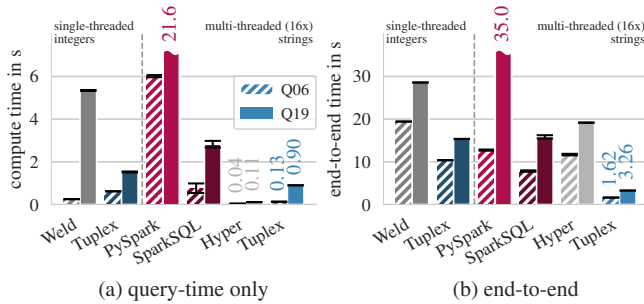 single-threaded
integers
multi-threaded (16x)
strings
21.6
compute time in s
6
4
2
0
Q06
Q19
0.04
0.11
0.13
0.90
Weld
Tuplex
PySpark
SparkSQL
Hyper
Tuplex
(a) query-time only
single-threaded
integers
multi-threaded (16x)
strings
35.0
end-to-end time in s
30
20
10
0
1.62
3.26
Weld
Tuplex
PySpark
SparkSQL
Hyper
Tuplex
(b) end-to-end